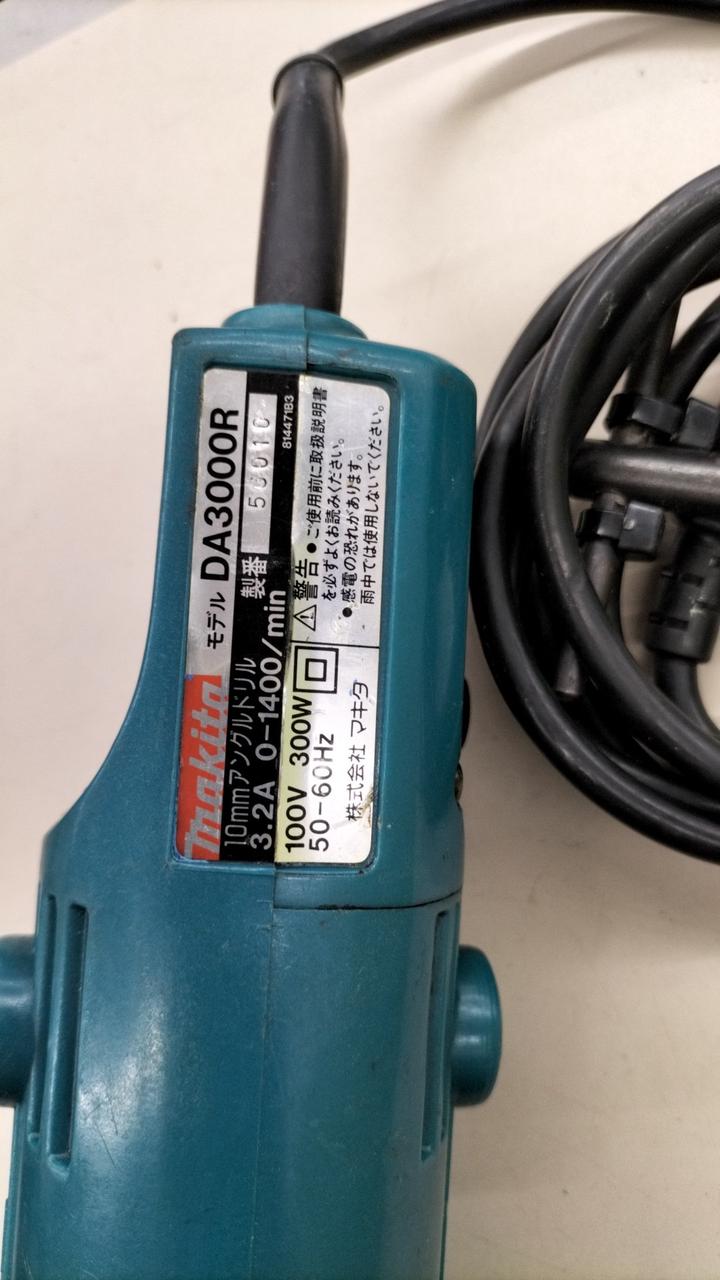 makita
モデル DA3000R
10mmアングルドリル
製番 50010
3.2A 0-1400/min
81447183
100V 300W
50-60Hz
株式会社 マキタ
警告 ● ご使用前に取扱説明書
を必ずよくお読みください。
● 感電の恐れがあります。
雨中では使用しないでください。